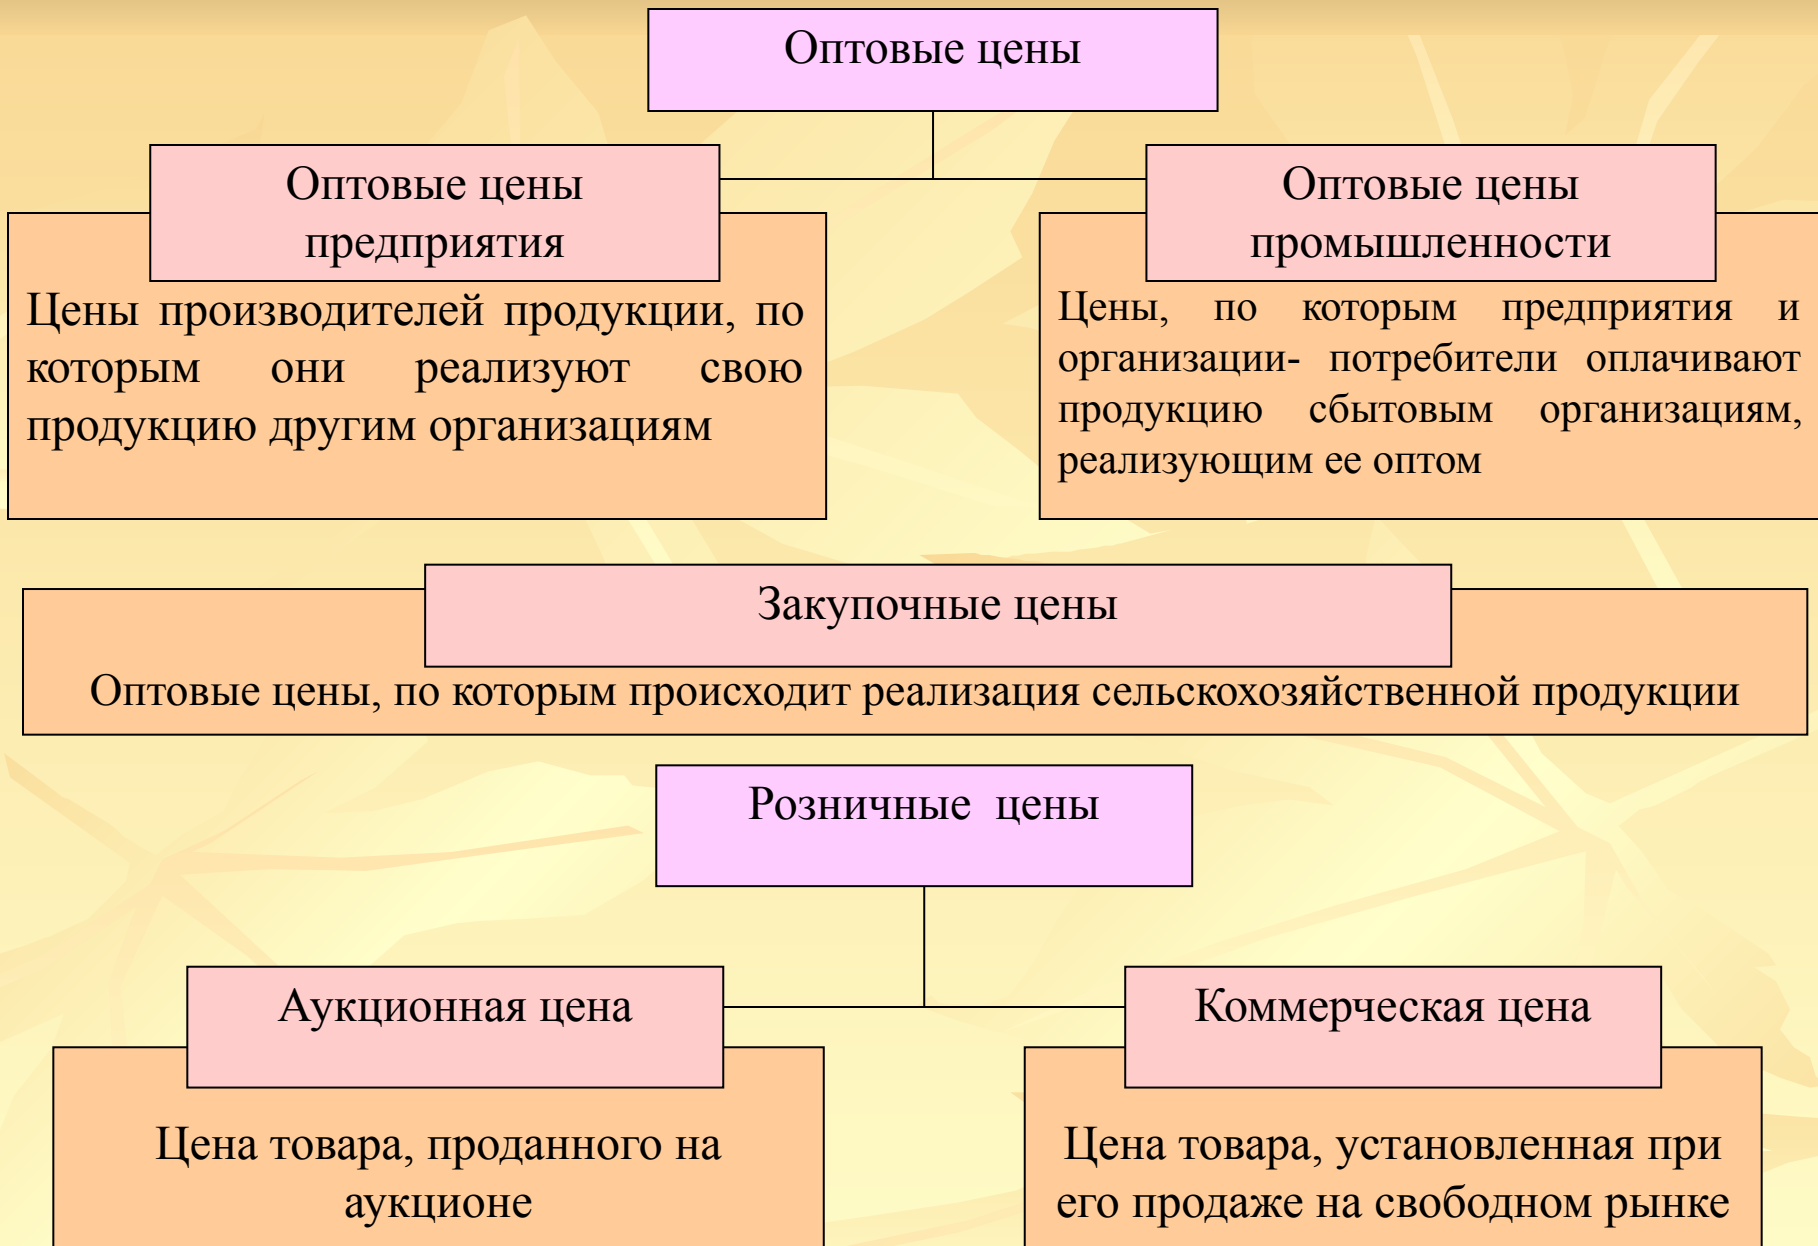 Оптовые цены
Оптовые цены
предприятия
Цены производителей продукции, по
которым они реализуют свою
продукцию другим организациям
Оптовые цены
промышленности
Цены, по которым предприятия и
организации- потребители оплачивают
продукцию сбытовым организациям,
реализующим ее оптом
Закупочные цены
Оптовые цены, по которым происходит реализация сельскохозяйственной продукции
Розничные цены
Аукционная цена
Цена товара, проданного на
аукционе
Коммерческая цена
Цена товара, установленная при
его продаже на свободном рынке